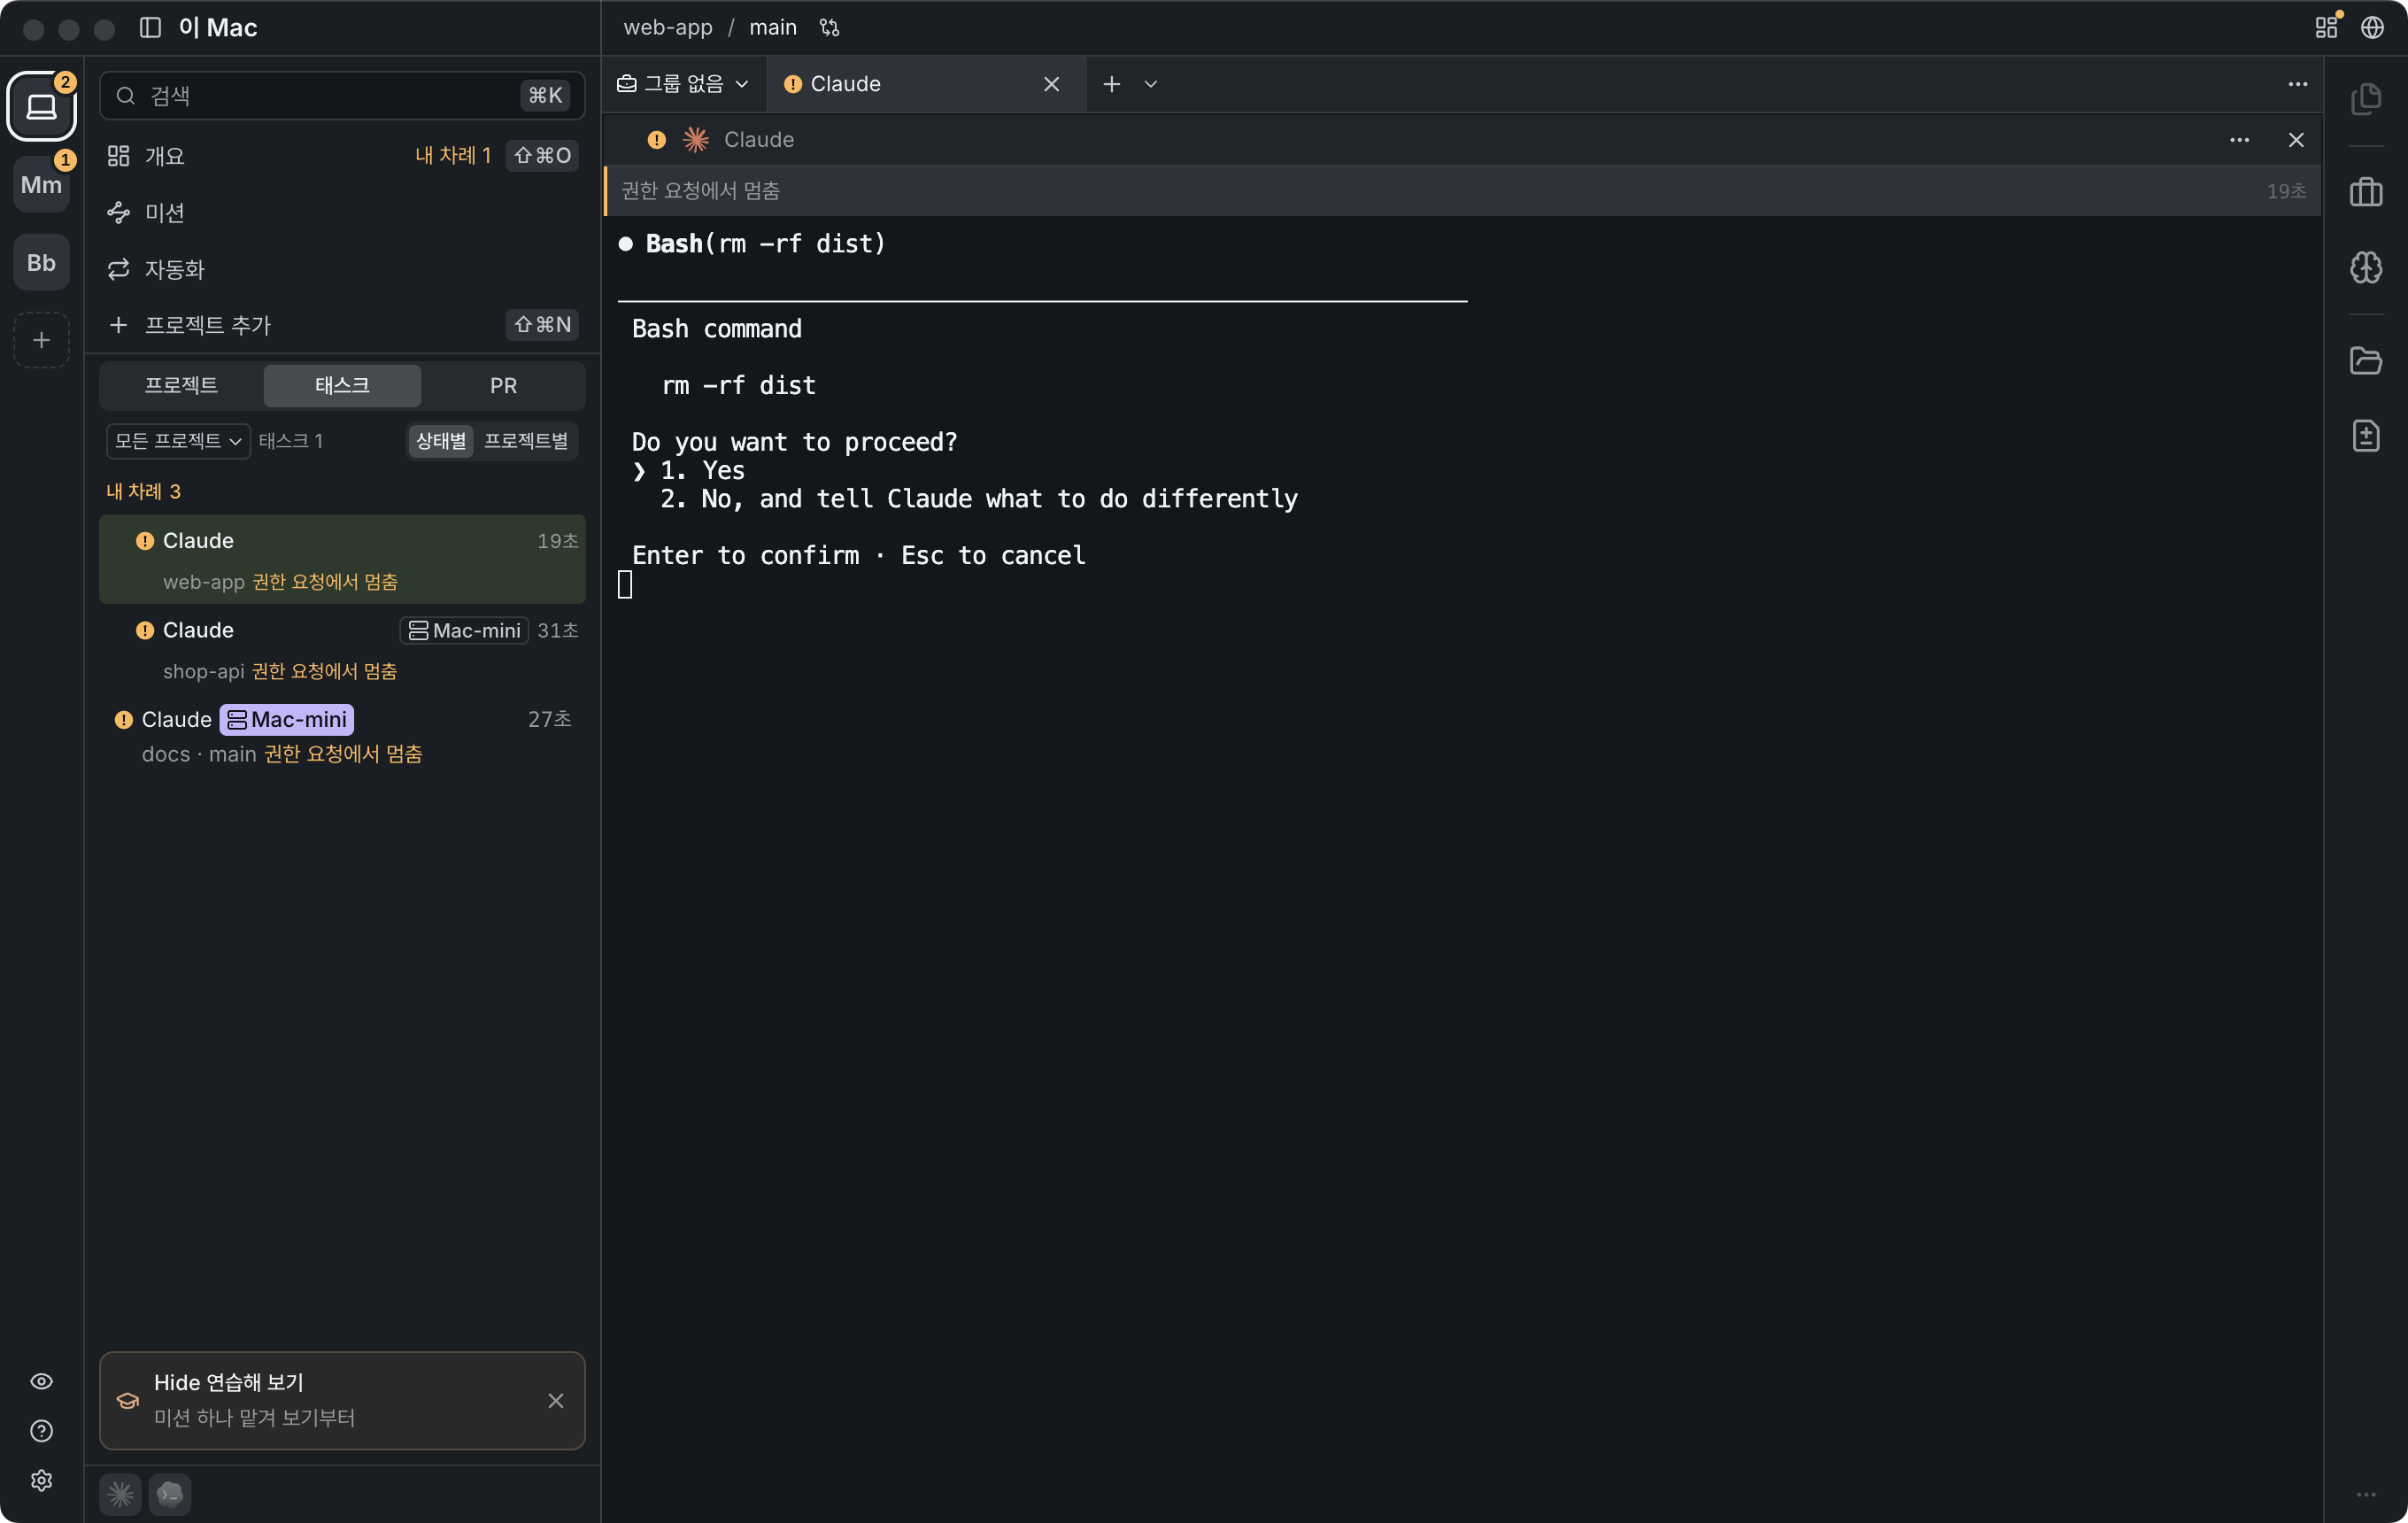 이 Mac
web-app / main
2
검색 ⌘K
그룹 없음
Claude
Mm 1
개요 내 차례 1 ⇧⌘O
Claude
미션
권한 요청에서 멈춤 19초
Bb
자동화
● Bash(rm -rf dist)
프로젝트 추가 ⇧⌘N
Bash command
프로젝트 태스크 PR
rm -rf dist
모든 프로젝트 태스크 1 상태별 프로젝트별
Do you want to proceed?
❯ 1. Yes
2. No, and tell Claude what to do differently
내 차례 3
Claude 19초
web-app 권한 요청에서 멈춤
Enter to confirm · Esc to cancel
Claude Mac-mini 31초
shop-api 권한 요청에서 멈춤
Claude Mac-mini 27초
docs · main 권한 요청에서 멈춤
Hide 연습해 보기
미션 하나 맡겨 보기부터